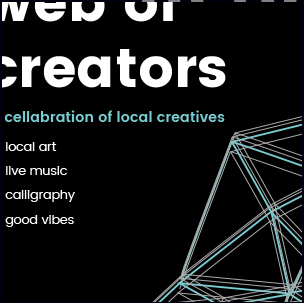 web of
creators
cellabration of local creatives
local art
live music
calligraphy
good vibes